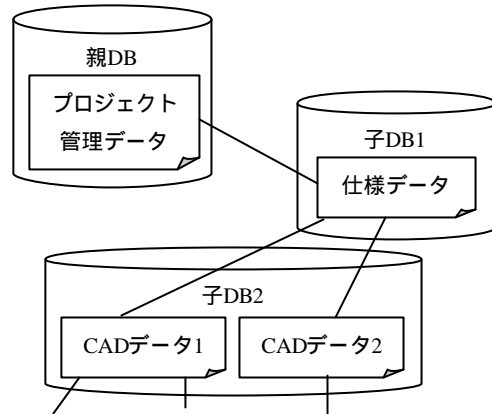 親DB
プロジェクト
管理データ
子DB1
仕様データ
子DB2
CADデータ1
CADデータ2